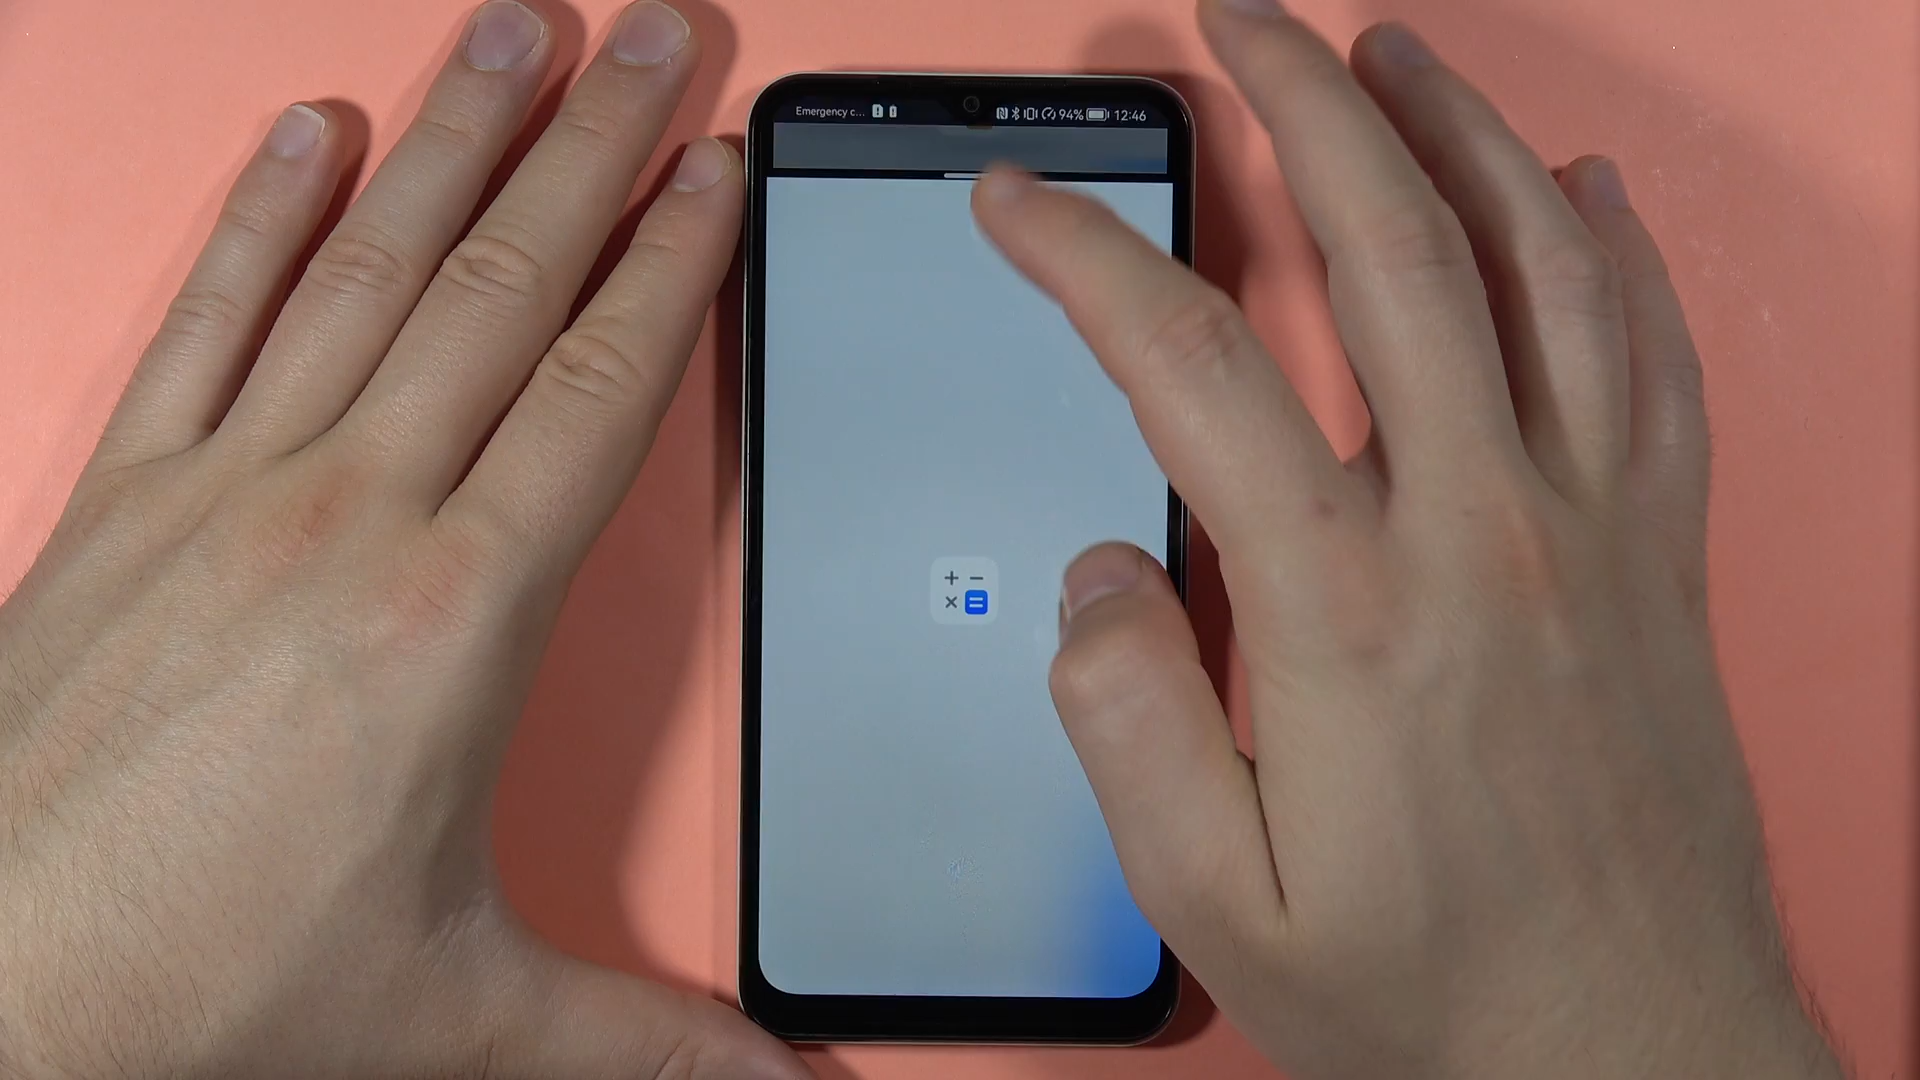 Emergency c... 94% 12:46
+ −
× =